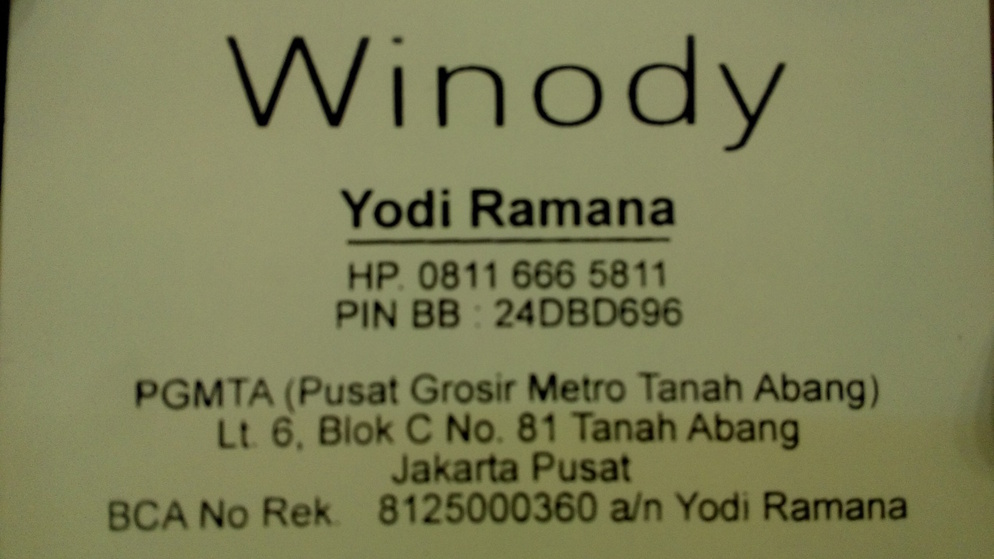 Winody
Yodi Ramana
HP. 0811 666 5811
PIN BB : 24DBD696
PGMTA (Pusat Grosir Metro Tanah Abang)
Lt. 6, Blok C No. 81 Tanah Abang
Jakarta Pusat
BCA No Rek. 8125000360 a/n Yodi Ramana